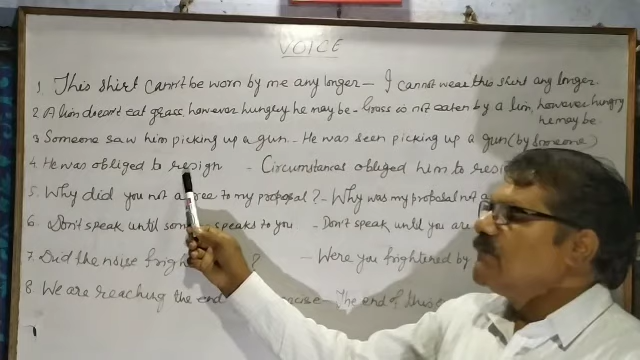 VOICE
1. This shirt can't be worn by me any longer - I cannot wear this shirt any longer.
2. A lion doesn't eat grass, however hungry he may be - Grass is not eaten by a lion, however hungry he may be.
3 Someone saw him picking up a gun - He was seen picking up a gun (by someone)
4. He was obliged to resign - Circumstances obliged him to
5. Why did you not to my proposal? - Why was my proposal not
6 Don't speak until speaks to you - Don't speak until you are
7. Did the noise ? - Were you frightened by
8 We are reaching the end - The end of this